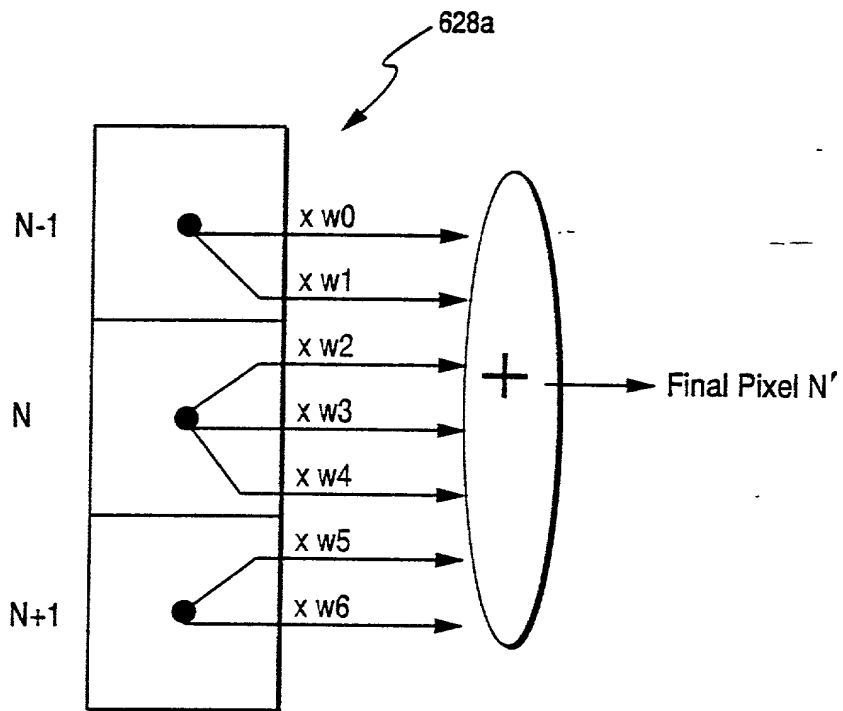 628a
N-1
x w0
x w1
x w2
N
x w3
+
Final Pixel N'
x w4
x w5
N+1
x w6